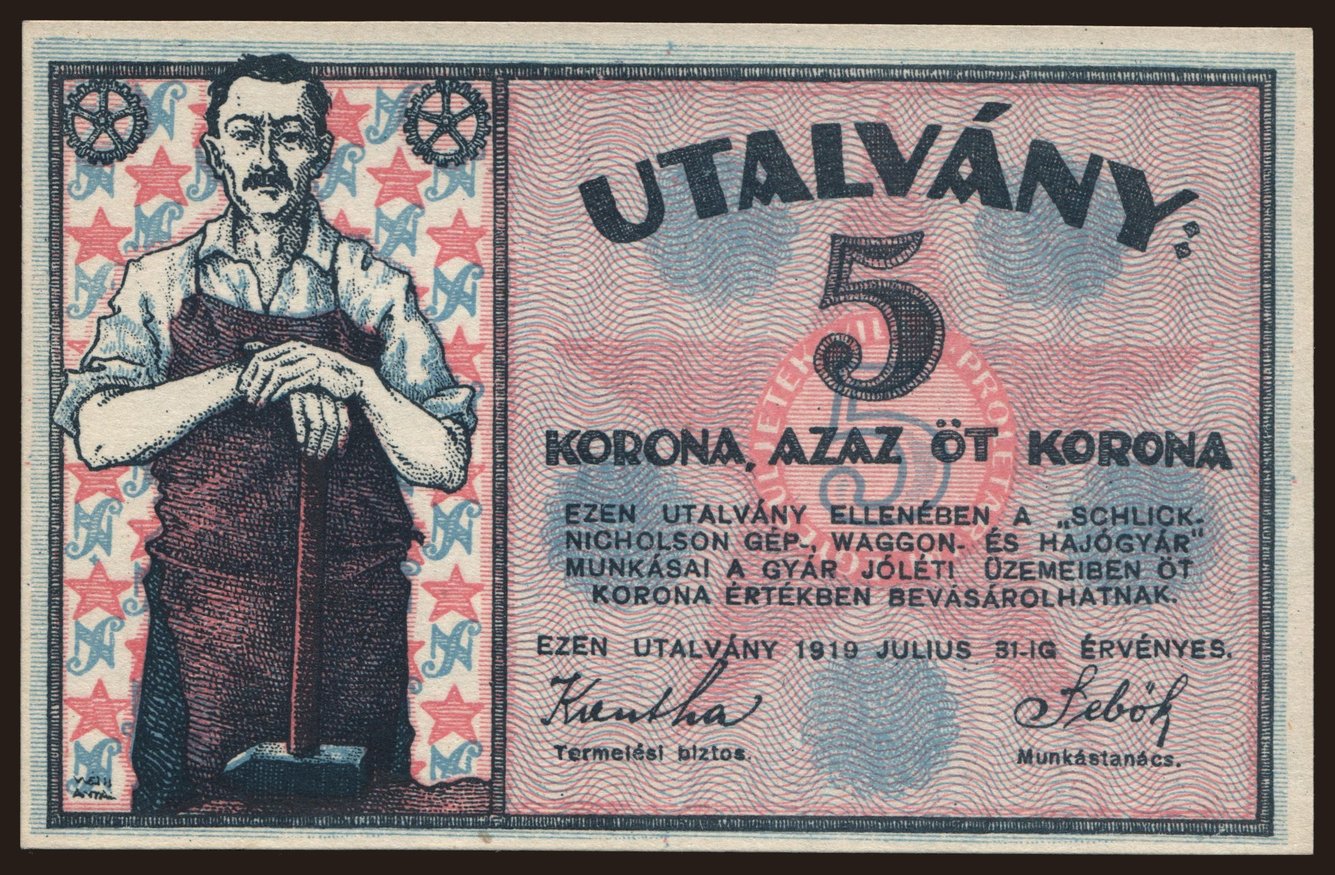 UTALVÁNY:
5
KORONA, AZAZ ÖT KORONA
EZEN UTALVÁNY ELLENÉBEN A „SCHLICK-
NICHOLSON GÉP-, WAGGON- ÉS HAJÓGYÁR"
MUNKÁSAI A GYÁR JÓLÉTI ÜZEMEIBEN ÖT
KORONA ÉRTÉKBEN BEVÁSÁROLHATNAK.
EZEN UTALVÁNY 1919 JULIUS 31-IG ÉRVÉNYES.
Kuntha Sebők
Termelési biztos. Munkástanács.
5